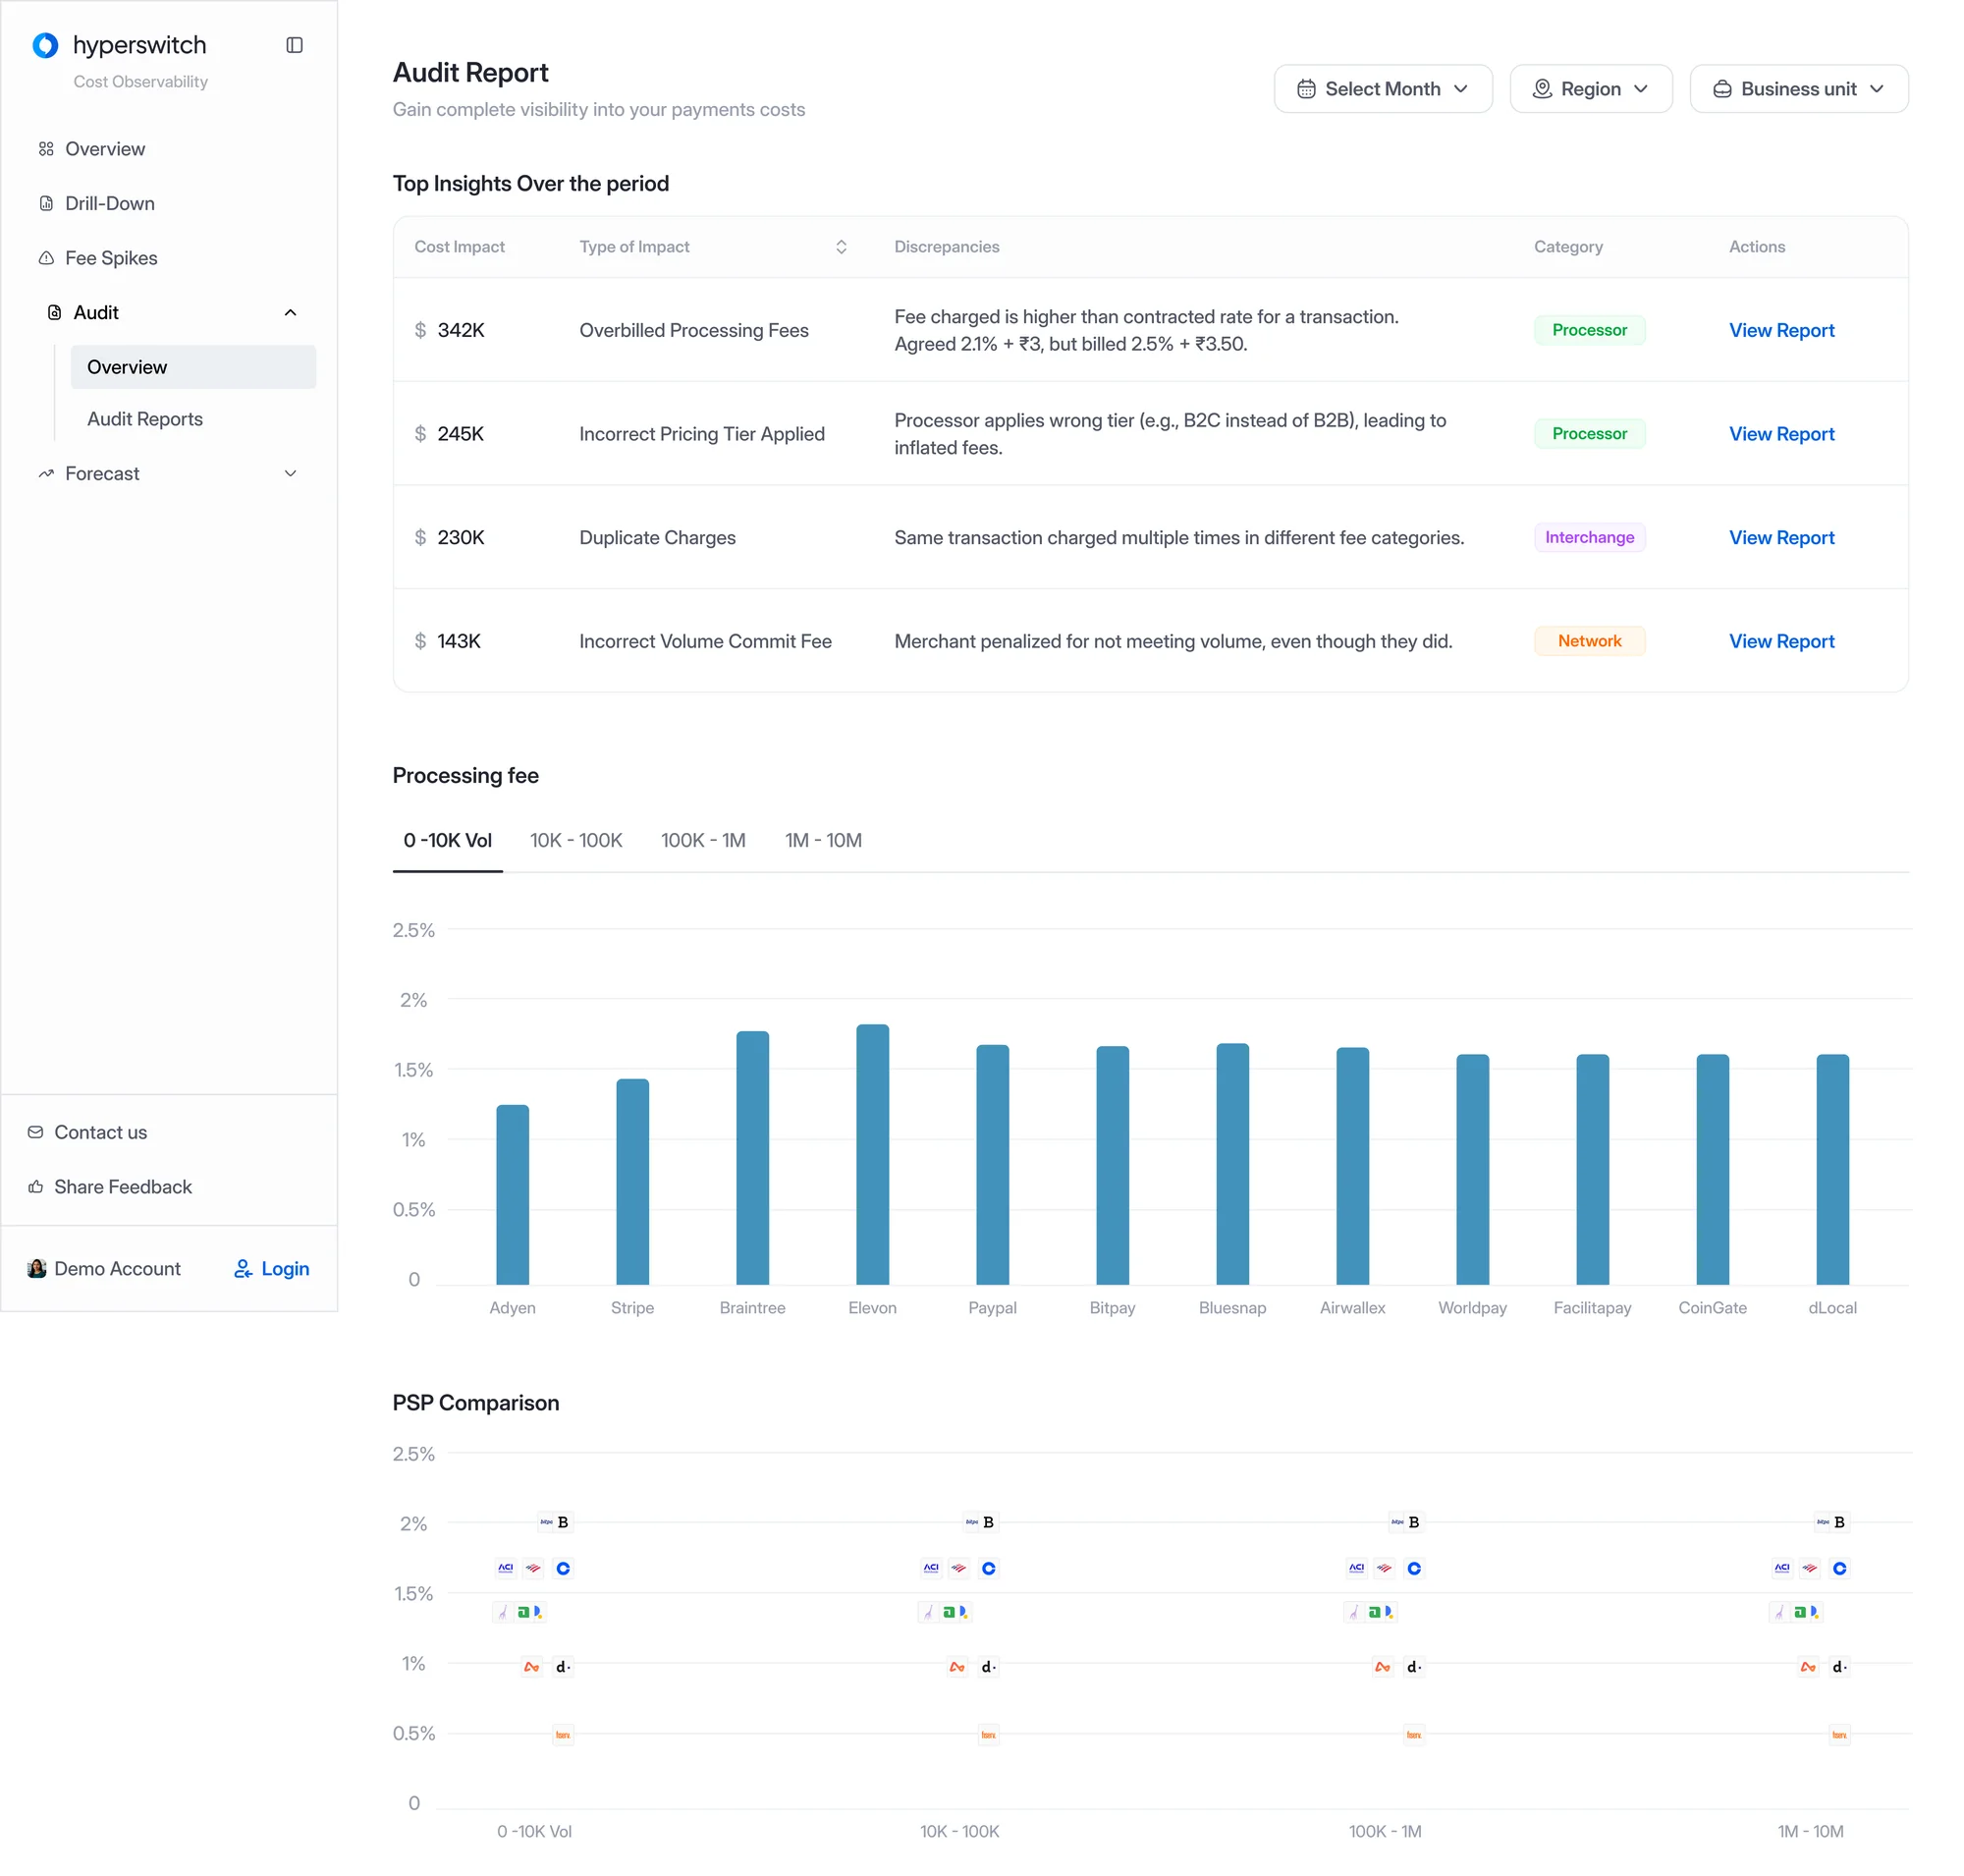 hyperswitch
Cost Observability
Overview
Drill-Down
Fee Spikes
Audit
Overview
Audit Reports
Forecast
Contact us
Share Feedback
Demo Account
Login
Audit Report
Gain complete visibility into your payments costs
Select Month
Region
Business unit
Top Insights Over the period
Cost Impact Type of Impact Discrepancies Category Actions
$ 342K Overbilled Processing Fees
Fee charged is higher than contracted rate for a transaction.
Agreed 2.1% + ₹3, but billed 2.5% + ₹3.50.
Processor View Report
$ 245K Incorrect Pricing Tier Applied
Processor applies wrong tier (e.g., B2C instead of B2B), leading to
inflated fees.
Processor View Report
$ 230K Duplicate Charges Same transaction charged multiple times in different fee categories. Interchange View Report
$ 143K Incorrect Volume Commit Fee Merchant penalized for not meeting volume, even though they did. Network View Report
Processing fee
0 -10K Vol 10K - 100K 100K - 1M 1M - 10M
2.5%
2%
1.5%
1%
0.5%
0
Adyen Stripe Braintree Elevon Paypal Bitpay Bluesnap Airwallex Worldpay Facilitapay CoinGate dLocal
PSP Comparison
2.5%
2% B B B B
ACI ACI ACI ACI
1.5%
1% d· d· d· d·
0.5%
0
0 -10K Vol 10K - 100K 100K - 1M 1M - 10M